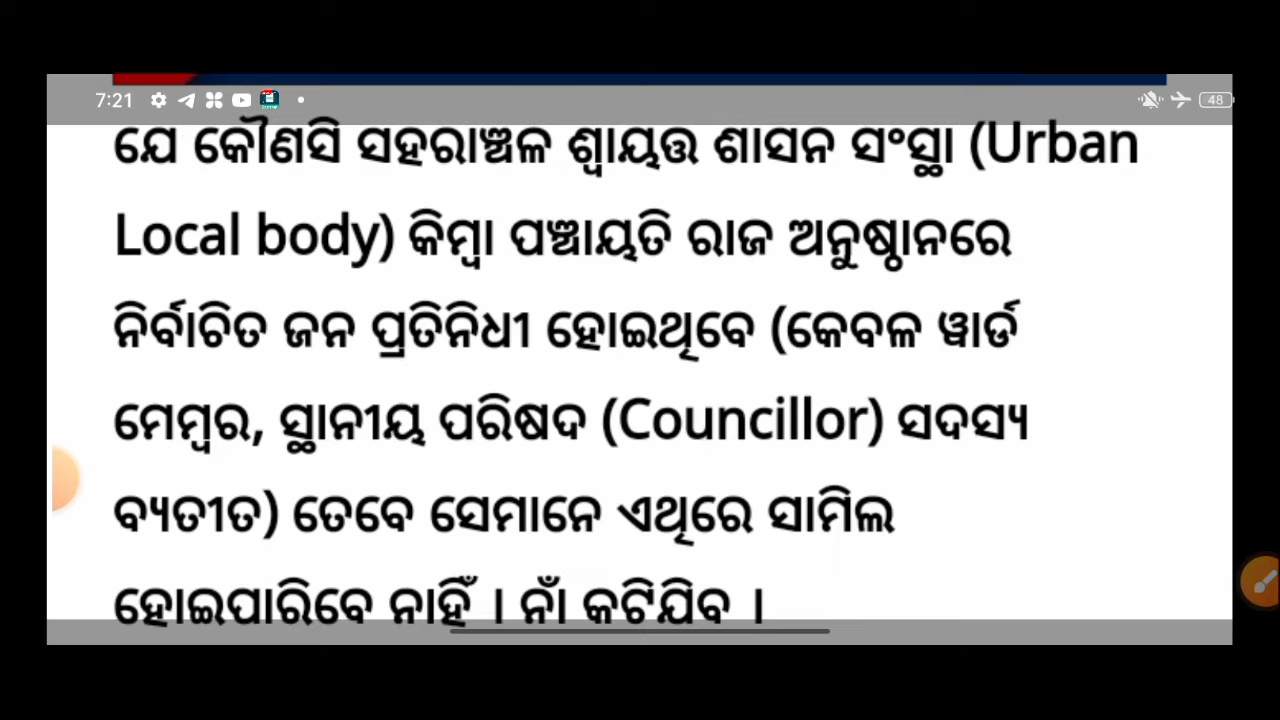 7:21
48
ଯେ କୌଣସି ସହରାଞ୍ଚଳ ଶ୍ୱାୟତ୍ତ ଶାସନ ସଂସ୍ଥା (Urban
Local body) କିମ୍ବା ପଞ୍ଚାୟତି ରାଜ ଅନୁଷ୍ଠାନରେ
ନିର୍ବାଚିତ ଜନ ପ୍ରତିନିଧୀ ହୋଇଥିବେ (କେବଳ ୱାର୍ଡ
ମେମ୍ବର, ସ୍ଥାନୀୟ ପରିଷଦ (Councillor) ସଦସ୍ୟ
ବ୍ୟତୀତ) ତେବେ ସେମାନେ ଏଥିରେ ସାମିଲ
ହୋଇପାରିବେ ନାହିଁ । ନାଁ କଟିଯିବ ।